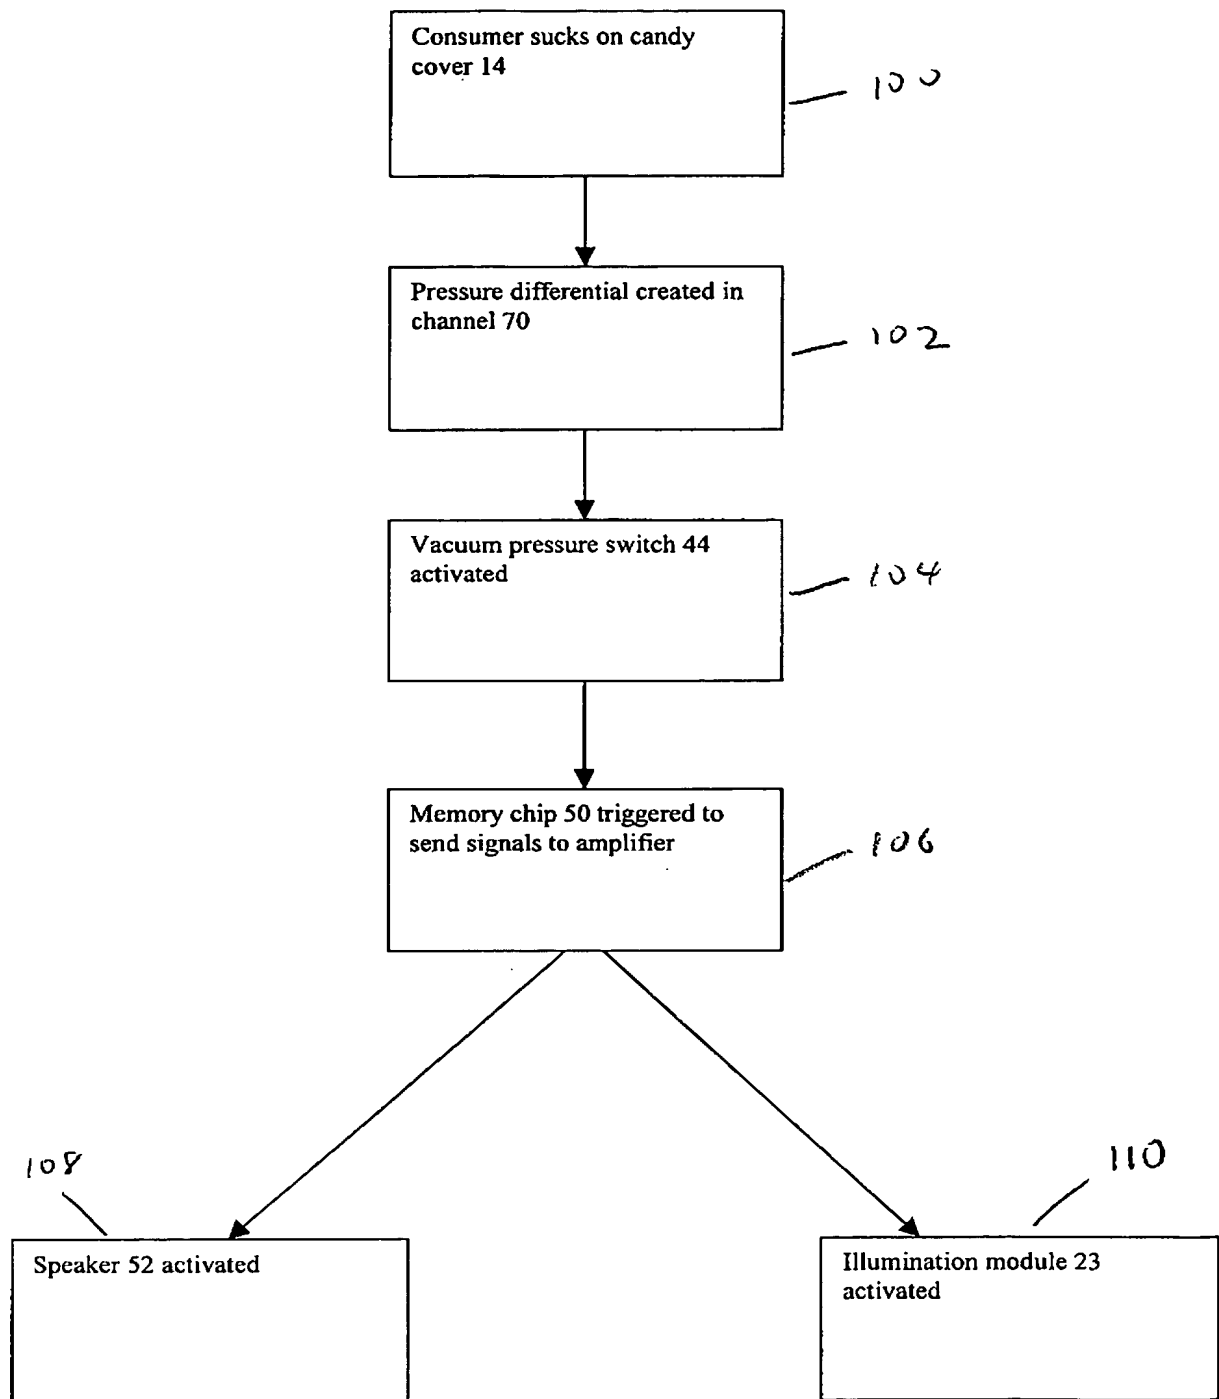 Consumer sucks on candy
cover 14
100
Pressure differential created in
channel 70
102
Vacuum pressure switch 44
activated
104
Memory chip 50 triggered to
send signals to amplifier
106
108
110
Speaker 52 activated
Illumination module 23
activated